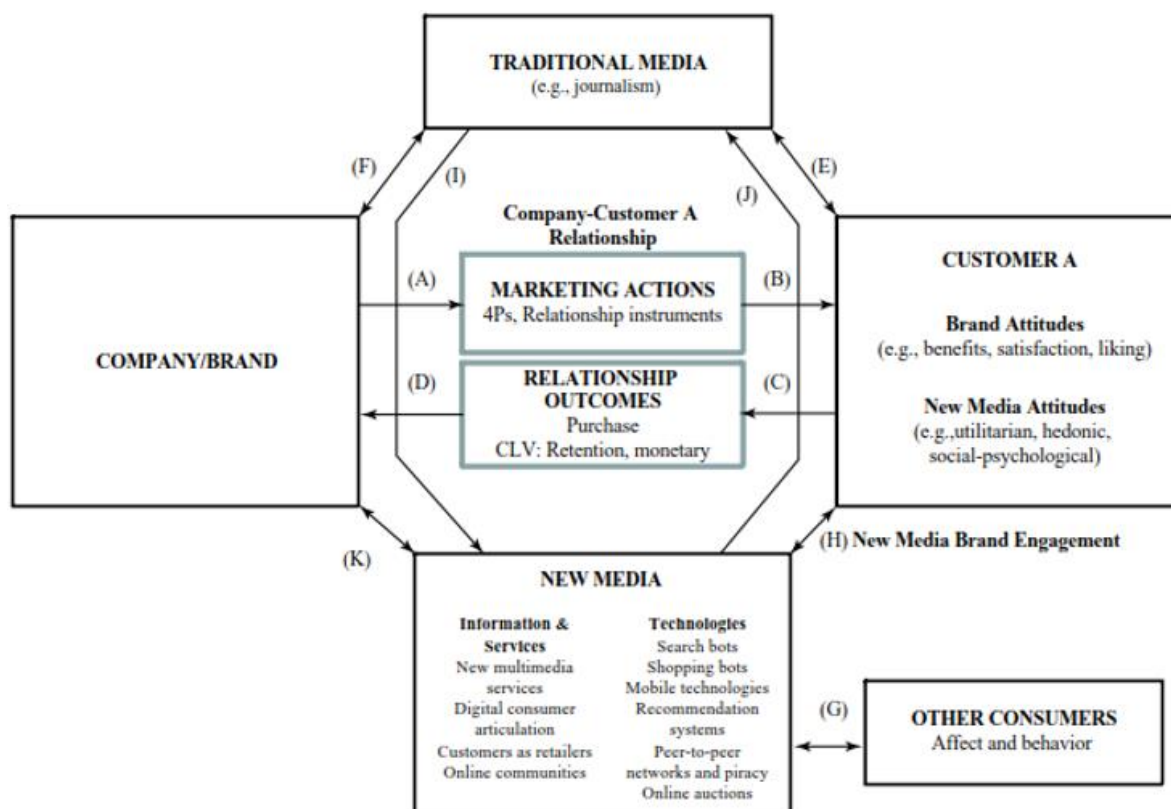 TRADITIONAL MEDIA
(e.g., journalism)
(F)
(I)
(J)
(E)
Company-Customer A
Relationship
COMPANY/BRAND
(A)
MARKETING ACTIONS
4Ps, Relationship instruments
(B)
(D)
RELATIONSHIP
OUTCOMES
Purchase
CLV: Retention, monetary
(C)
CUSTOMER A
Brand Attitudes
(e.g., benefits, satisfaction, liking)
New Media Attitudes
(e.g.,utilitarian, hedonic,
social-psychological)
(K)
(H) New Media Brand Engagement
NEW MEDIA
Information &
Services
New multimedia
services
Digital consumer
articulation
Customers as retailers
Online communities
Technologies
Search bots
Shopping bots
Mobile technologies
Recommendation
systems
Peer-to-peer
networks and piracy
Online auctions
(G)
OTHER CONSUMERS
Affect and behavior